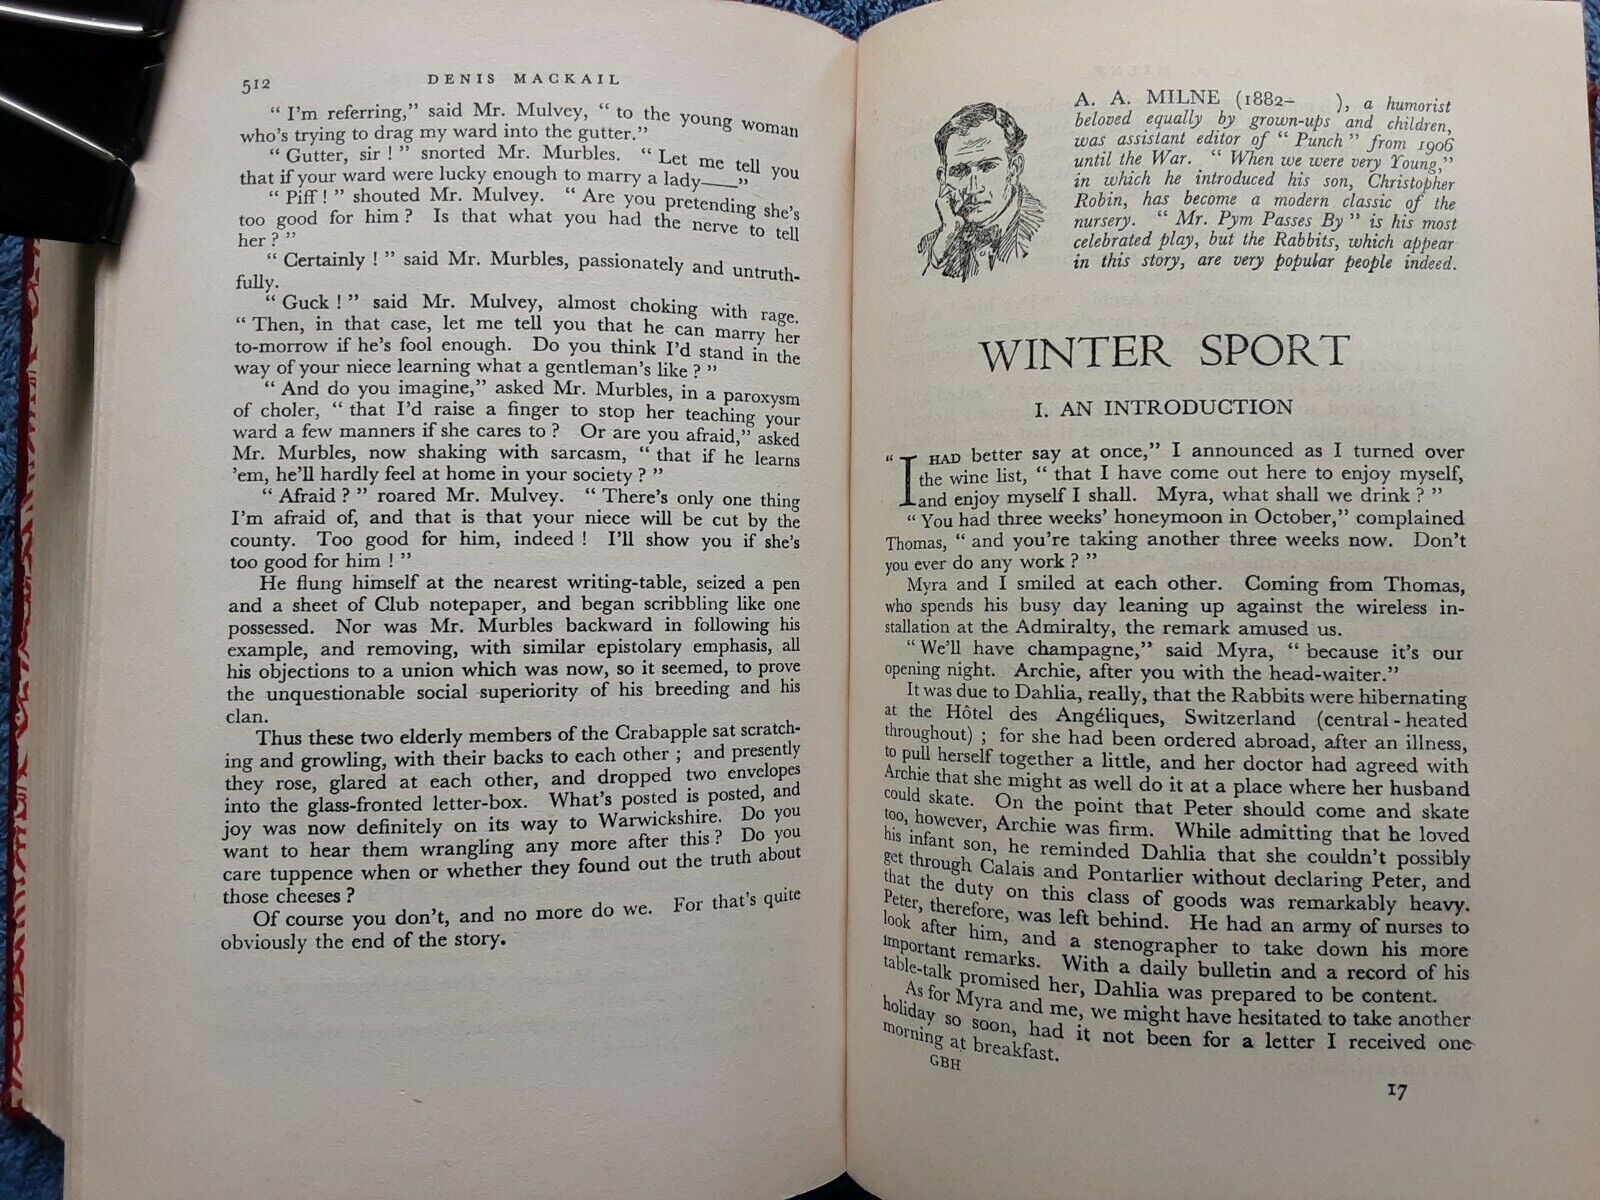 512
DENIS MACKAIL
“ I'm referring,” said Mr. Mulvey, “ to the young woman
who's trying to drag my ward into the gutter.”
“ Gutter, sir ! ” snorted Mr. Murbles. “ Let me tell you
that if your ward were lucky enough to marry a lady——”
“ Piff ! ” shouted Mr. Mulvey. “ Are you pretending she's
too good for him ? Is that what you had the nerve to tell
her ? ”
“ Certainly ! ” said Mr. Murbles, passionately and untruth-
fully.
“ Guck ! ” said Mr. Mulvey, almost choking with rage.
“ Then, in that case, let me tell you that he can marry her
to-morrow if he's fool enough. Do you think I'd stand in the
way of your niece learning what a gentleman's like ? ”
“ And do you imagine,” asked Mr. Murbles, in a paroxysm
of choler, “ that I'd raise a finger to stop her teaching your
ward a few manners if she cares to ? Or are you afraid,” asked
Mr. Murbles, now shaking with sarcasm, “ that if he learns
'em, he'll hardly feel at home in your society ? ”
“ Afraid ? ” roared Mr. Mulvey. “ There's only one thing
I'm afraid of, and that is that your niece will be cut by the
county. Too good for him, indeed ! I'll show you if she's
too good for him ! ”
He flung himself at the nearest writing-table, seized a pen
and a sheet of Club notepaper, and began scribbling like one
possessed. Nor was Mr. Murbles backward in following his
example, and removing, with similar epistolary emphasis, all
his objections to a union which was now, so it seemed, to prove
the unquestionable social superiority of his breeding and his
clan.
Thus these two elderly members of the Crabapple sat scratch-
ing and growling, with their backs to each other ; and presently
they rose, glared at each other, and dropped two envelopes
into the glass-fronted letter-box. What's posted is posted, and
joy was now definitely on its way to Warwickshire. Do you
want to hear them wrangling any more after this ? Do you
care tuppence when or whether they found out the truth about
those cheeses ?
Of course you don't, and no more do we. For that's quite
obviously the end of the story.
A. A. MILNE (1882– ), a humorist
beloved equally by grown-ups and children,
was assistant editor of “ Punch ” from 1906
until the War. “ When we were very Young,”
in which he introduced his son, Christopher
Robin, has become a modern classic of the
nursery. “ Mr. Pym Passes By ” is his most
celebrated play, but the Rabbits, which appear
in this story, are very popular people indeed.
WINTER SPORT
I. AN INTRODUCTION
“ I HAD better say at once,” I announced as I turned over
the wine list, “ that I have come out here to enjoy myself,
and enjoy myself I shall. Myra, what shall we drink ? ”
“ You had three weeks' honeymoon in October,” complained
Thomas, “ and you're taking another three weeks now. Don't
you ever do any work ? ”
Myra and I smiled at each other. Coming from Thomas,
who spends his busy day leaning up against the wireless in-
stallation at the Admiralty, the remark amused us.
“ We'll have champagne,” said Myra, “ because it's our
opening night. Archie, after you with the head-waiter.”
It was due to Dahlia, really, that the Rabbits were hibernating
at the Hôtel des Angéliques, Switzerland (central-heated
throughout) ; for she had been ordered abroad, after an illness,
to pull herself together a little, and her doctor had agreed with
Archie that she might as well do it at a place where her husband
could skate. On the point that Peter should come and skate
too, however, Archie was firm. While admitting that he loved
his infant son, he reminded Dahlia that she couldn't possibly
get through Calais and Pontarlier without declaring Peter, and
that the duty on this class of goods was remarkably heavy.
Peter, therefore, was left behind. He had an army of nurses to
look after him, and a stenographer to take down his more
important remarks. With a daily bulletin and a record of his
table-talk promised her, Dahlia was prepared to be content.
As for Myra and me, we might have hesitated to take another
holiday so soon, had it not been for a letter I received one
morning at breakfast.
GBH
17